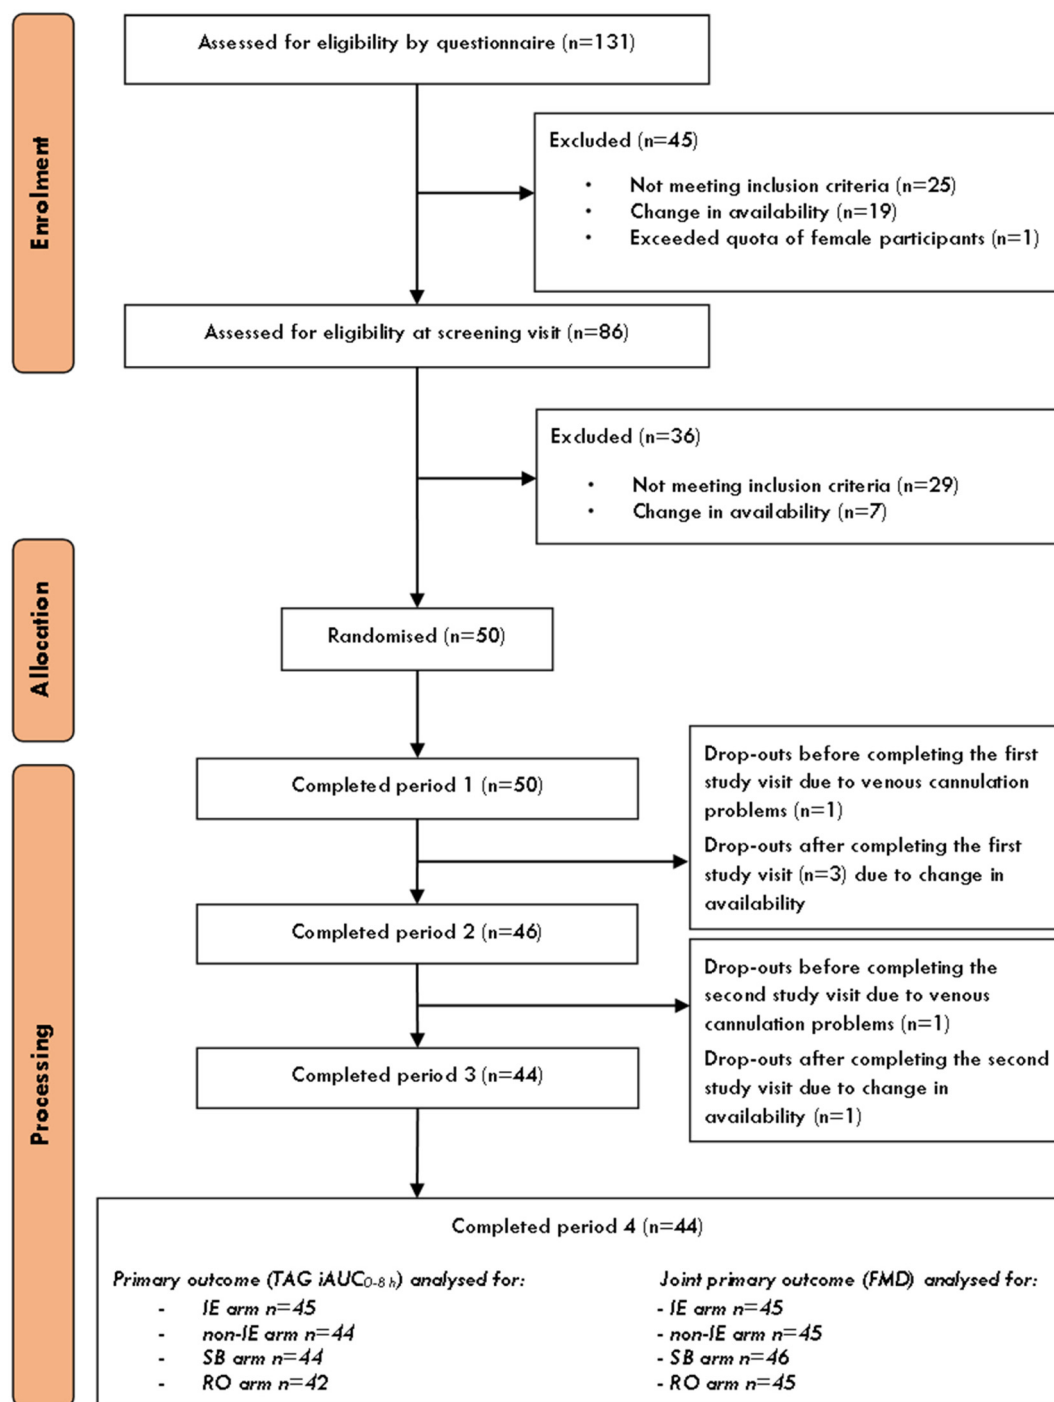 Enrolment
Assessed for eligibility by questionnaire (n=131)
Excluded (n=45)
• Not meeting inclusion criteria (n=25)
• Change in availability (n=19)
• Exceeded quota of female participants (n=1)
Assessed for eligibility at screening visit (n=86)
Excluded (n=36)
• Not meeting inclusion criteria (n=29)
• Change in availability (n=7)
Allocation
Randomised (n=50)
Processing
Completed period 1 (n=50)
Drop-outs before completing the first
study visit due to venous cannulation
problems (n=1)
Drop-outs after completing the first
study visit (n=3) due to change in
availability
Completed period 2 (n=46)
Drop-outs before completing the
second study visit due to venous
cannulation problems (n=1)
Drop-outs after completing the second
study visit due to change in
availability (n=1)
Completed period 3 (n=44)
Completed period 4 (n=44)
Primary outcome (TAG iAUC0-8 h) analysed for:
- IE arm n=45
- non-IE arm n=44
- SB arm n=44
- RO arm n=42
Joint primary outcome (FMD) analysed for:
- IE arm n=45
- non-IE arm n=45
- SB arm n=46
- RO arm n=45